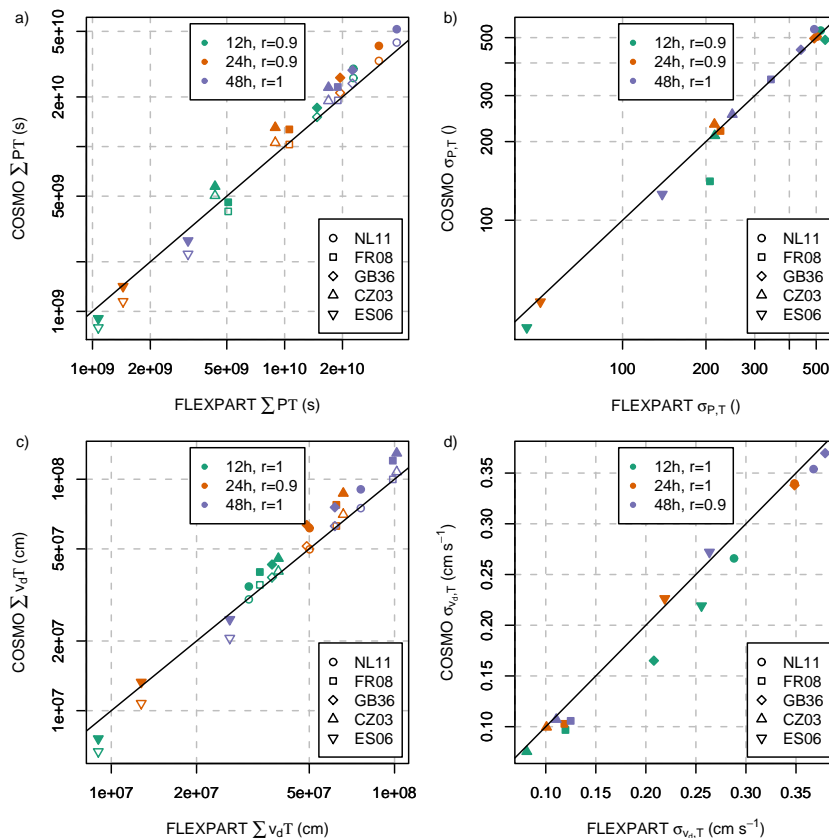 a)
COSMO ∑PT (s)
5e+10
2e+10
5e+09
1e+09
12h, r=0.9
24h, r=0.9
48h, r=1
NL11
FR08
GB36
CZ03
ES06
1e+09 2e+09 5e+09 1e+10 2e+10
FLEXPART ∑PT (s)
b)
COSMO σP,T ()
500
300
200
100
12h, r=0.9
24h, r=0.9
48h, r=1
NL11
FR08
GB36
CZ03
ES06
100 200 300 500
FLEXPART σP,T ()
c)
COSMO ∑vdT (cm)
1e+08
5e+07
2e+07
1e+07
12h, r=1
24h, r=0.9
48h, r=1
NL11
FR08
GB36
CZ03
ES06
1e+07 2e+07 5e+07 1e+08
FLEXPART ∑vdT (cm)
d)
COSMO σvd,T (cm s⁻¹)
0.35
0.30
0.25
0.20
0.10
12h, r=1
24h, r=1
48h, r=0.9
NL11
FR08
GB36
CZ03
ES06
0.10 0.15 0.20 0.25 0.30 0.35
FLEXPART σvd,T (cm s⁻¹)